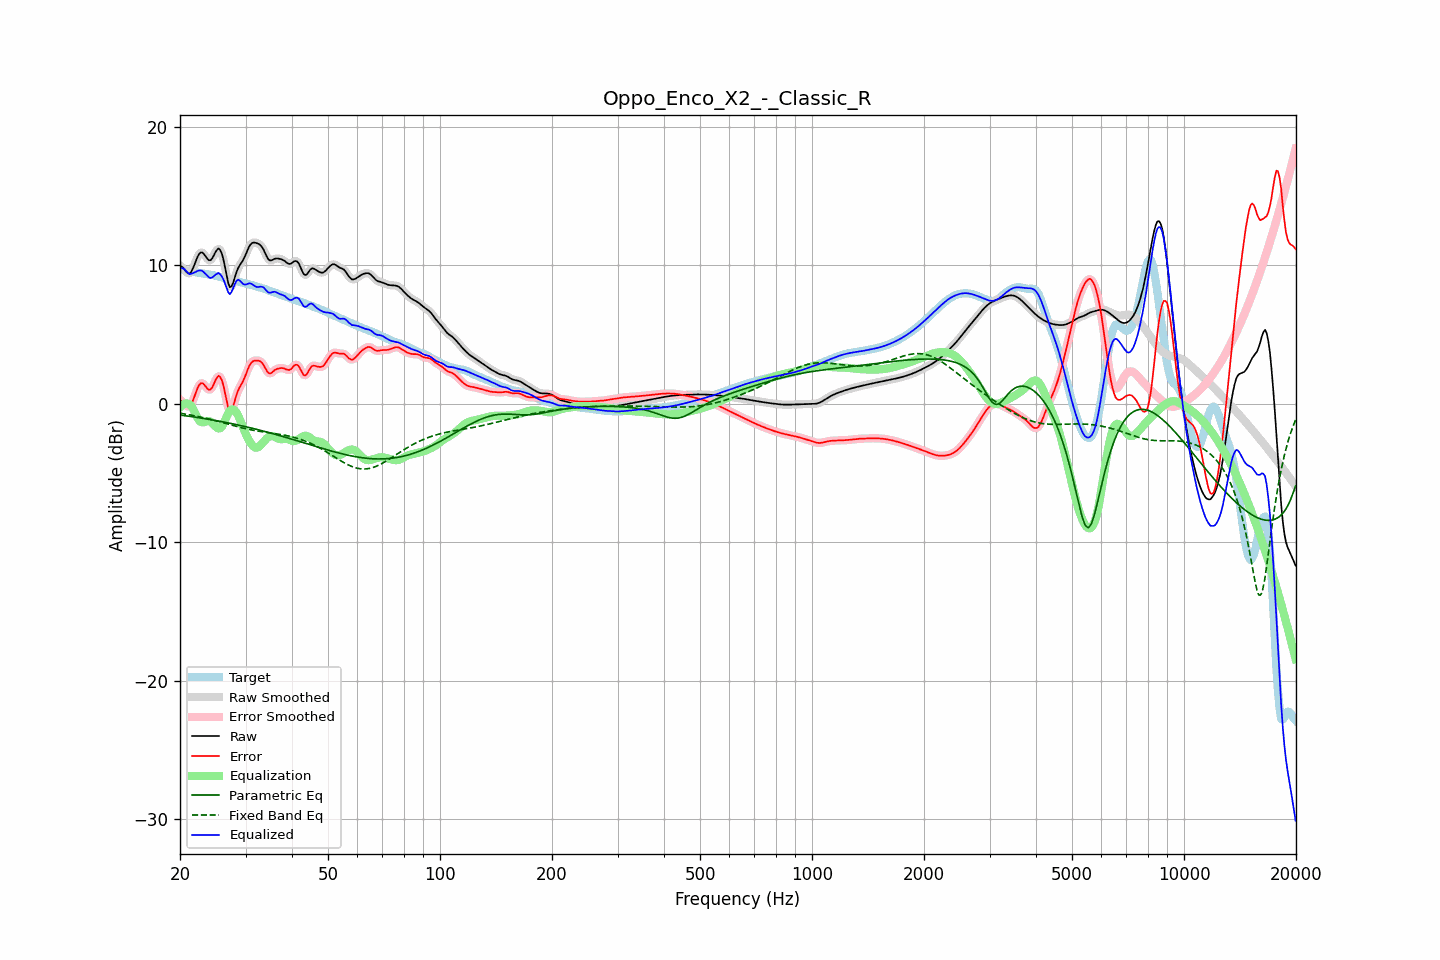 Oppo_Enco_X2_-_Classic_R
20
10
0
−10
−20
−30
Amplitude (dBr)
Target
Raw Smoothed
Error Smoothed
Raw
Error
Equalization
Parametric Eq
Fixed Band Eq
Equalized
20 50 100 200 500 1000 2000 5000 10000 20000
Frequency (Hz)